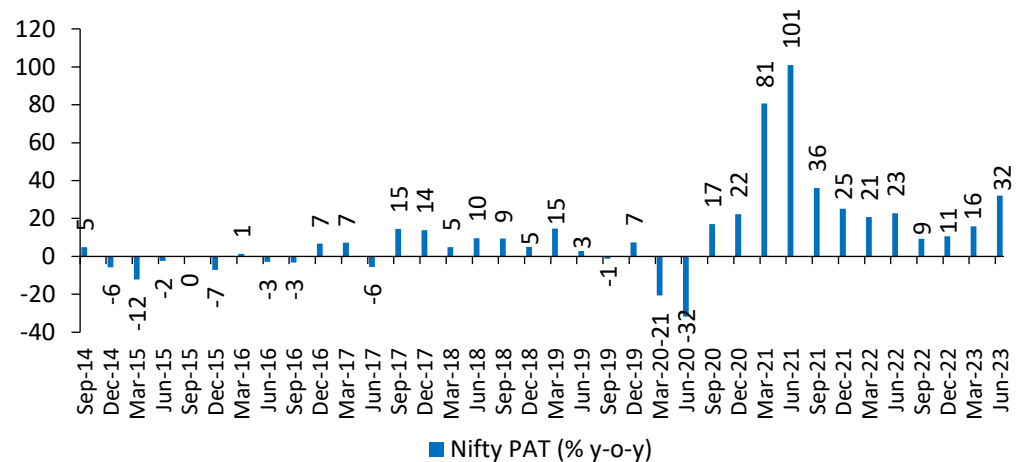 120
100
80
60
40
20
0
-20
-40
5
-6
-12
-2
0
-7
1
-3
-3
7
7
-6
15
14
5
10
9
5
15
3
-1
7
-21
-32
17
22
81
101
36
25
21
23
9
11
16
32
Sep-14
Dec-14
Mar-15
Jun-15
Sep-15
Dec-15
Mar-16
Jun-16
Sep-16
Dec-16
Mar-17
Jun-17
Sep-17
Dec-17
Mar-18
Jun-18
Sep-18
Dec-18
Mar-19
Jun-19
Sep-19
Dec-19
Mar-20
Jun-20
Sep-20
Dec-20
Mar-21
Jun-21
Sep-21
Dec-21
Mar-22
Jun-22
Sep-22
Dec-22
Mar-23
Jun-23
Nifty PAT (% y-o-y)